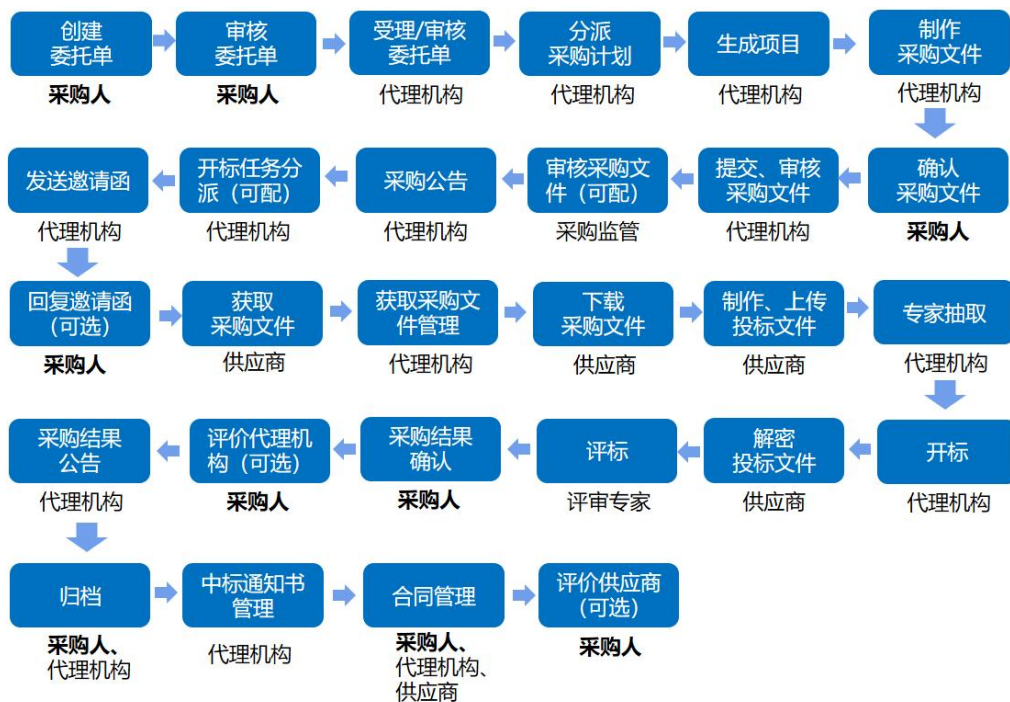 创建
委托单
采购人
审核
委托单
采购人
受理/审核
委托单
代理机构
分派
采购计划
代理机构
生成项目
代理机构
制作
采购文件
代理机构
确认
采购文件
采购人
提交、审核
采购文件
代理机构
审核采购文
件（可配）
采购监管
采购公告
代理机构
开标任务分
派（可配）
代理机构
发送邀请函
代理机构
回复邀请函
（可选）
采购人
获取
采购文件
供应商
获取采购文
件管理
代理机构
下载
采购文件
供应商
制作、上传
投标文件
供应商
专家抽取
代理机构
开标
代理机构
解密
投标文件
供应商
评标
评审专家
采购结果
确认
采购人
评价代理机
构（可选）
采购人
采购结果
公告
代理机构
归档
采购人、
代理机构
中标通知书
管理
代理机构
合同管理
采购人、
代理机构、
供应商
评价供应商
（可选）
采购人